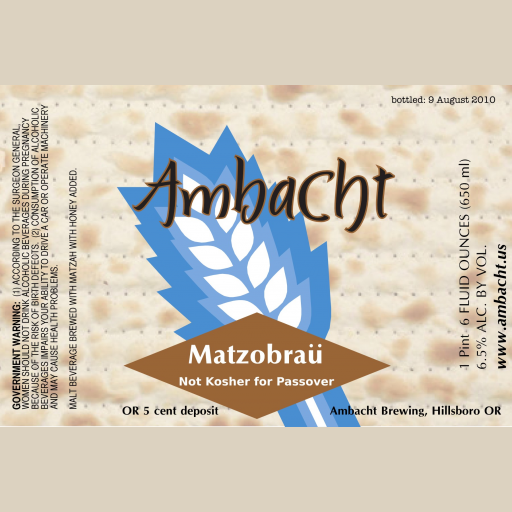 bottled: 9 August 2010
Ambacht
Matzobraü
Not Kosher for Passover
OR 5 cent deposit
Ambacht Brewing, Hillsboro OR
GOVERNMENT WARNING: (1) ACCORDING TO THE SURGEON GENERAL,
WOMEN SHOULD NOT DRINK ALCOHOLIC BEVERAGES DURING PREGNANCY
BECAUSE OF THE RISK OF BIRTH DEFECTS. (2) CONSUMPTION OF ALCOHOLIC
BEVERAGES IMPAIRS YOUR ABILITY TO DRIVE A CAR OR OPERATE MACHINERY
AND MAY CAUSE HEALTH PROBLEMS.
MALT BEVERAGE BREWED WITH MATZAH WITH HONEY ADDED.
1 Pint 6 FLUID OUNCES (650 ml)
6.5% ALC. BY VOL.
www.ambacht.us